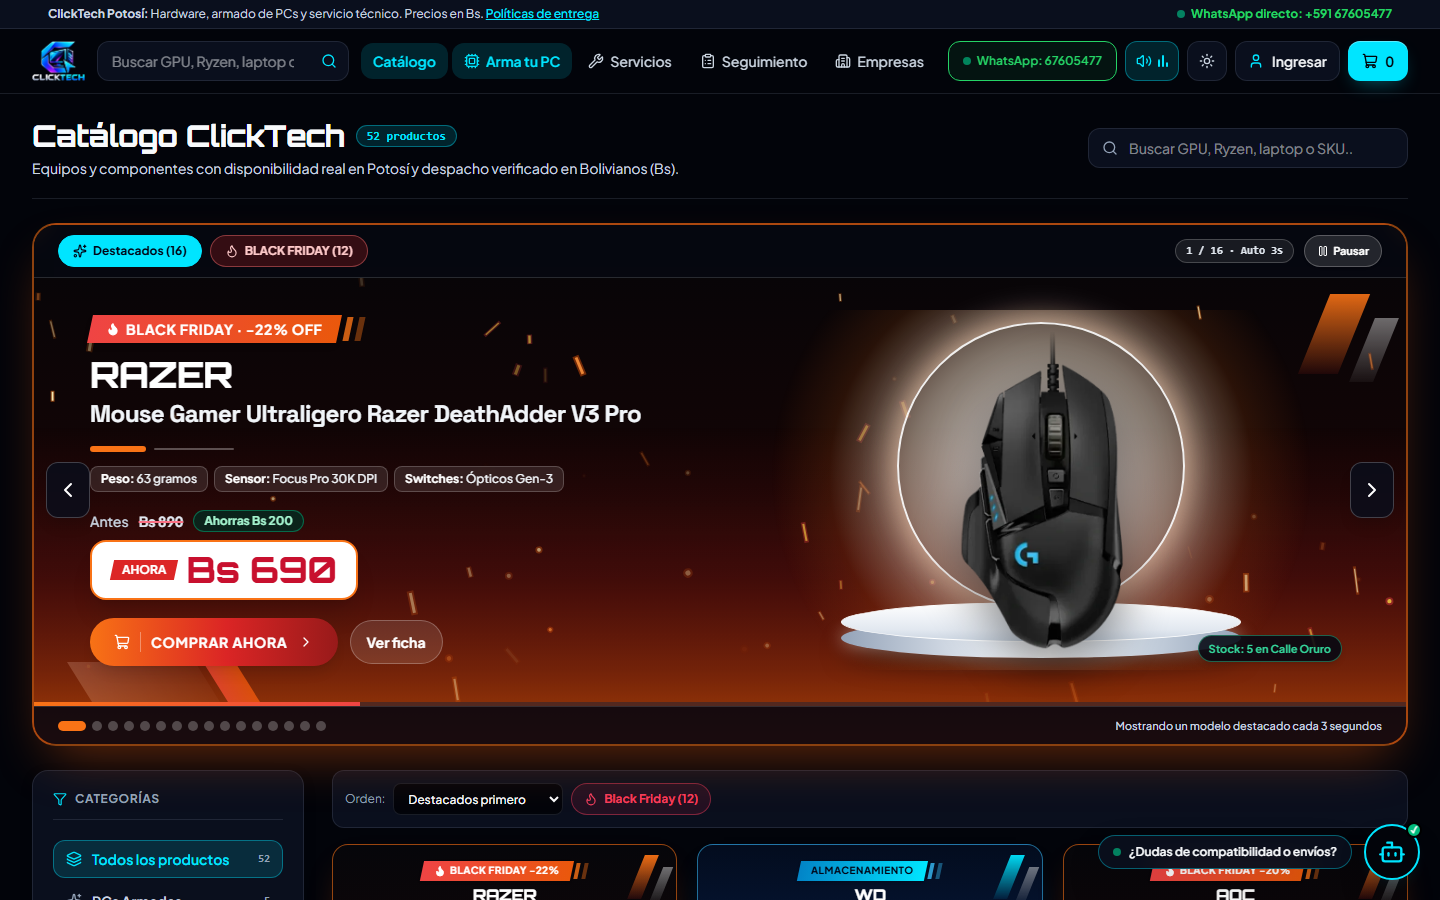 ClickTech Potosí: Hardware, armado de PCs y servicio técnico. Precios en Bs. Políticas de entrega
WhatsApp directo: +591 67605477
CLICKTECH
Buscar GPU, Ryzen, laptop o
Catálogo
Arma tu PC
Servicios
Seguimiento
Empresas
WhatsApp: 67605477
Ingresar
0
Catálogo ClickTech
52 productos
Equipos y componentes con disponibilidad real en Potosí y despacho verificado en Bolivianos (Bs).
Buscar GPU, Ryzen, laptop o SKU..
Destacados (16)
BLACK FRIDAY (12)
1 / 16 · Auto 3s
Pausar
BLACK FRIDAY · -22% OFF
RAZER
Mouse Gamer Ultraligero Razer DeathAdder V3 Pro
Peso: 63 gramos
Sensor: Focus Pro 30K DPI
Switches: Ópticos Gen-3
Antes Bs 890
Ahorras Bs 200
AHORA Bs 690
COMPRAR AHORA
Ver ficha
G
Stock: 5 en Calle Oruro
Mostrando un modelo destacado cada 3 segundos
CATEGORÍAS
Todos los productos 52
PCs Armados 5
Orden:
Destacados primero
Black Friday (12)
BLACK FRIDAY -22%
RAZER
ALMACENAMIENTO
WD
BLACK FRIDAY -20%
AOC
¿Dudas de compatibilidad o envíos?